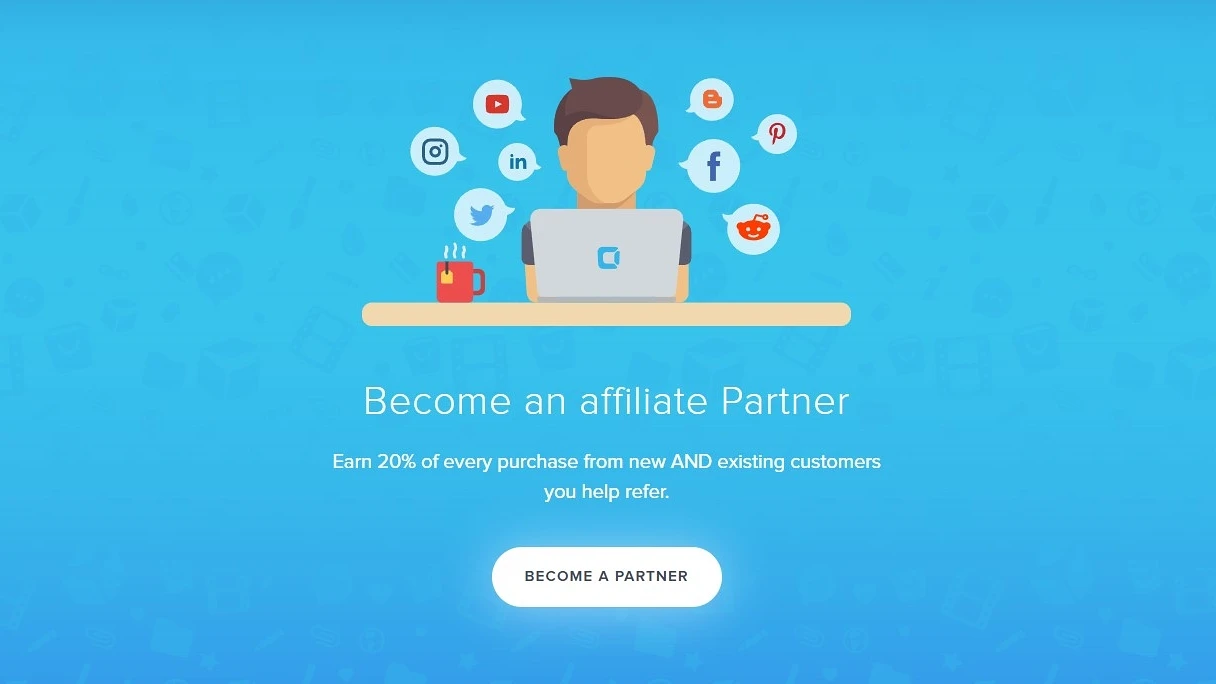 in
Become an affiliate Partner
Earn 20% of every purchase from new AND existing customers
you help refer.
BECOME A PARTNER